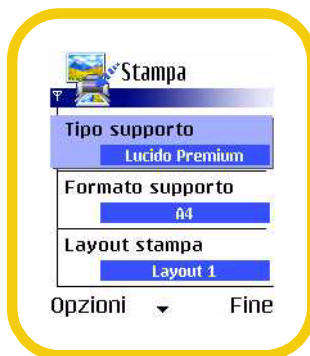 Stampa
Tipo supporto
Lucido Premium
Formato supporto
A4
Layout stampa
Layout 1
Opzioni Fine